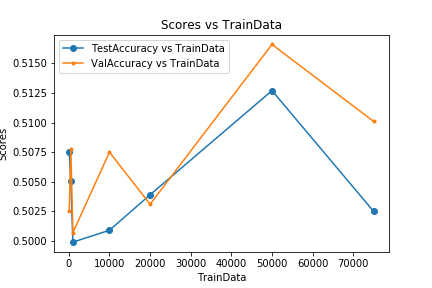 Scores vs TrainData
TestAccuracy vs TrainData
ValAccuracy vs TrainData
Scores
0.5150
0.5125
0.5100
0.5075
0.5050
0.5025
0.5000
0 10000 20000 30000 40000 50000 60000 70000
TrainData